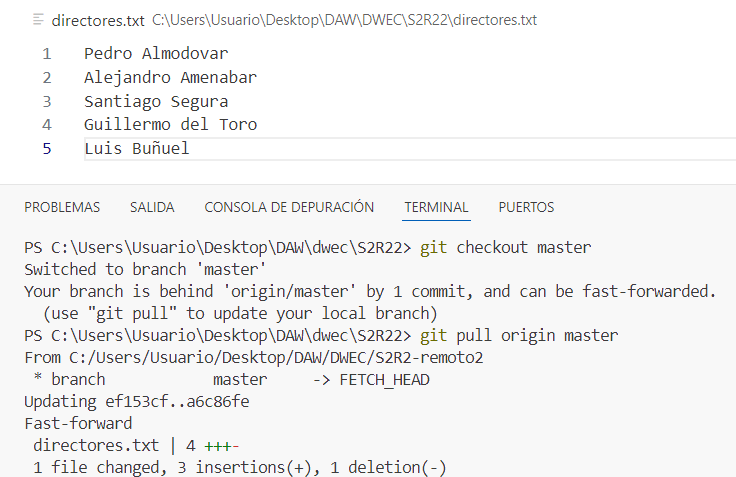 directores.txt C:\Users\Usuario\Desktop\DAW\DWEC\S2R22\directores.txt
1 Pedro Almodovar
2 Alejandro Amenabar
3 Santiago Segura
4 Guillermo del Toro
5 Luis Buñuel
PROBLEMAS SALIDA CONSOLA DE DEPURACIÓN TERMINAL PUERTOS
PS C:\Users\Usuario\Desktop\DAW\dwec\S2R22> git checkout master
Switched to branch 'master'
Your branch is behind 'origin/master' by 1 commit, and can be fast-forwarded.
  (use "git pull" to update your local branch)
PS C:\Users\Usuario\Desktop\DAW\dwec\S2R22> git pull origin master
From C:/Users/Usuario/Desktop/DAW/DWEC/S2R2-remoto2
 * branch            master     -> FETCH_HEAD
Updating ef153cf..a6c86fe
Fast-forward
 directores.txt | 4 +++-
 1 file changed, 3 insertions(+), 1 deletion(-)